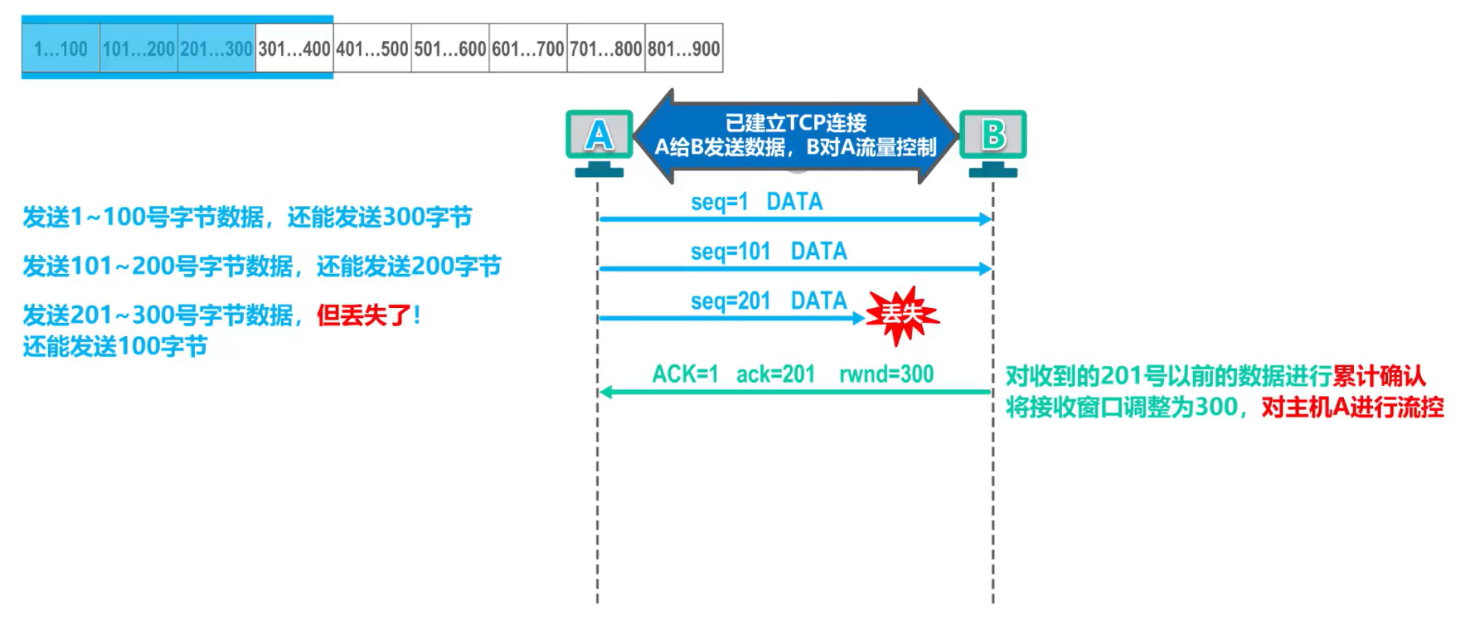 1...100 101...200 201...300 301...400 401...500 501...600 601...700 701...800 801...900
A
已建立TCP连接
A给B发送数据，B对A流量控制
B
发送1~100号字节数据，还能发送300字节
seq=1 DATA
发送101~200号字节数据，还能发送200字节
seq=101 DATA
发送201~300号字节数据，但丢失了！
还能发送100字节
seq=201 DATA
丢失
ACK=1 ack=201 rwnd=300
对收到的201号以前的数据进行累计确认
将接收窗口调整为300，对主机A进行流控